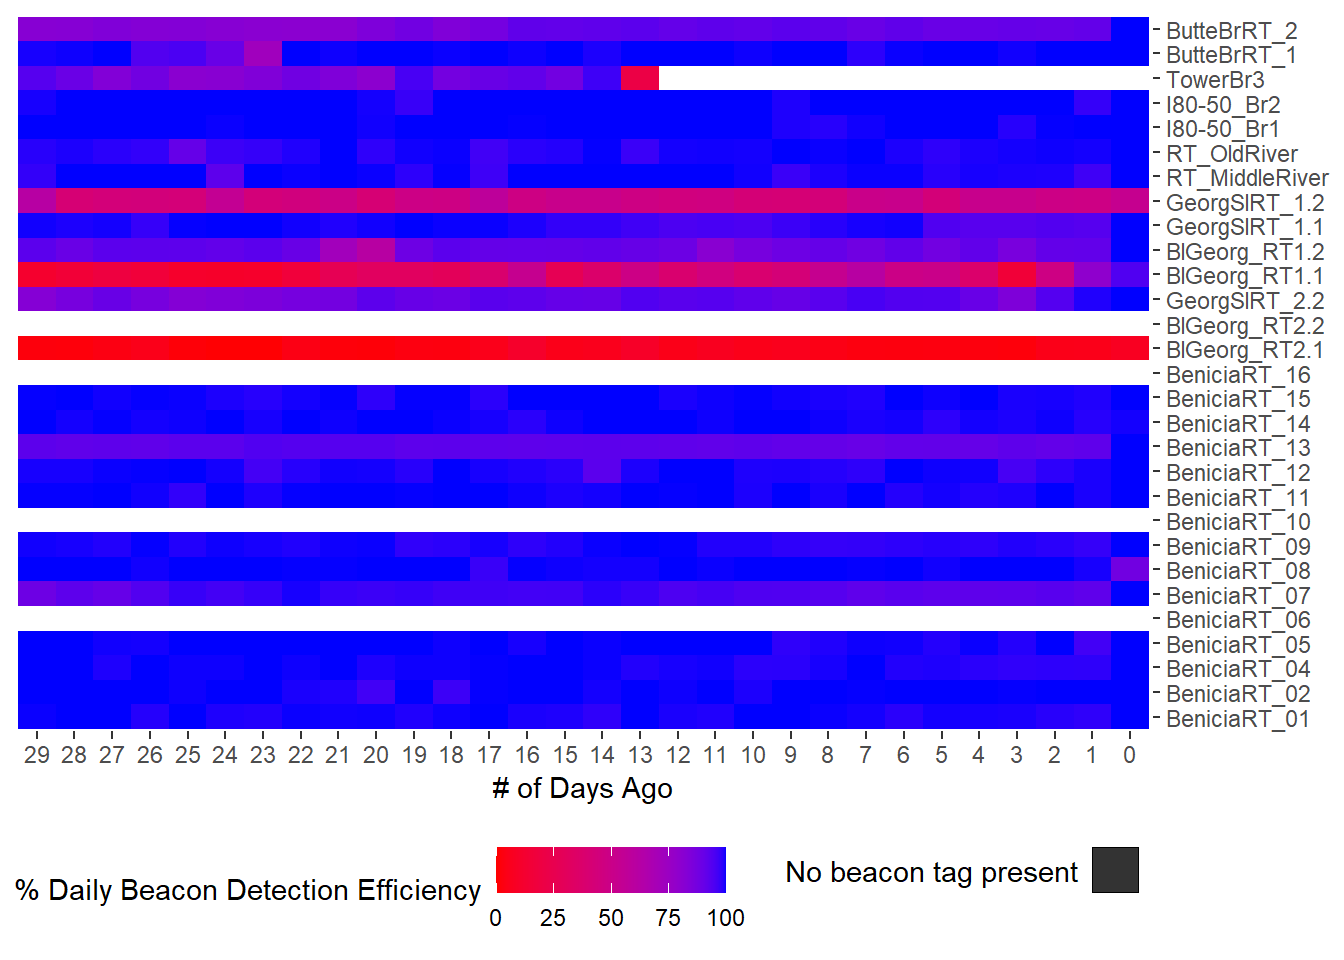 ButteBrRT_2
ButteBrRT_1
TowerBr3
I80-50_Br2
I80-50_Br1
RT_OldRiver
RT_MiddleRiver
GeorgSlRT_1.2
GeorgSlRT_1.1
BlGeorg_RT1.2
BlGeorg_RT1.1
GeorgSlRT_2.2
BlGeorg_RT2.2
BlGeorg_RT2.1
BeniciaRT_16
BeniciaRT_15
BeniciaRT_14
BeniciaRT_13
BeniciaRT_12
BeniciaRT_11
BeniciaRT_10
BeniciaRT_09
BeniciaRT_08
BeniciaRT_07
BeniciaRT_06
BeniciaRT_05
BeniciaRT_04
BeniciaRT_02
BeniciaRT_01
29 28 27 26 25 24 23 22 21 20 19 18 17 16 15 14 13 12 11 10 9 8 7 6 5 4 3 2 1 0
# of Days Ago
% Daily Beacon Detection Efficiency
0 25 50 75 100
No beacon tag present